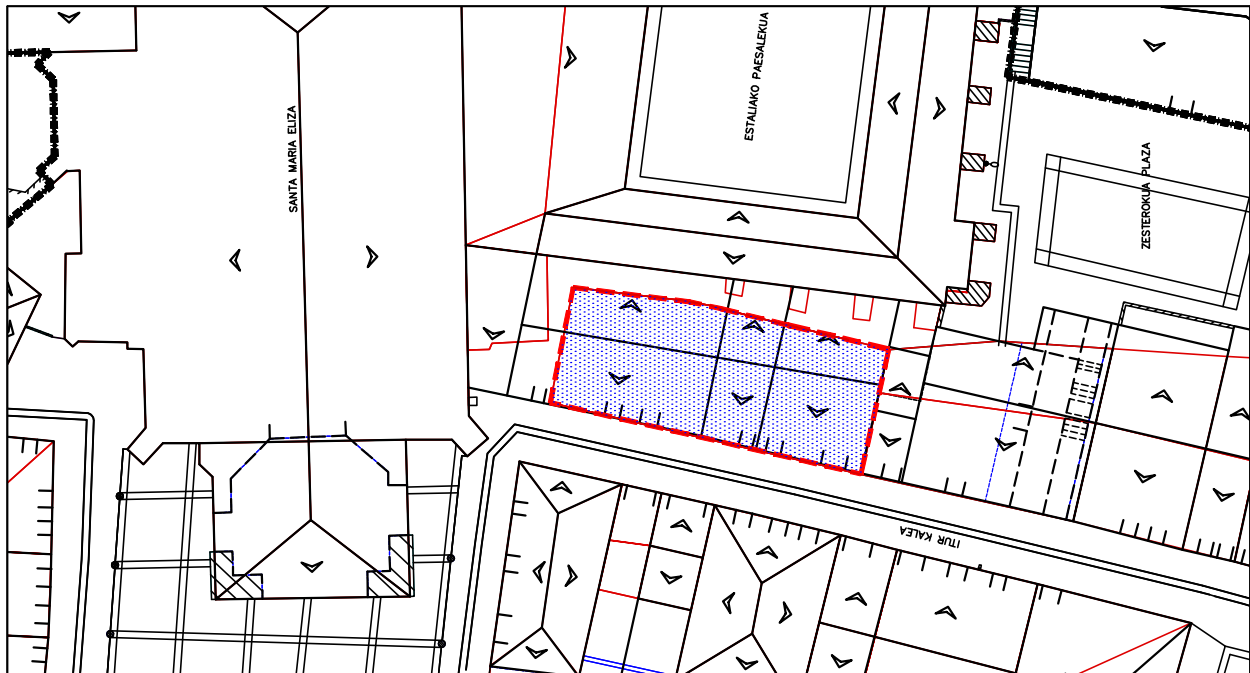 SANTA MARIA ELIZA
ESTALIAKO PAESALEKUA
ZESTEROKUA PLAZA
ITUR KALEA